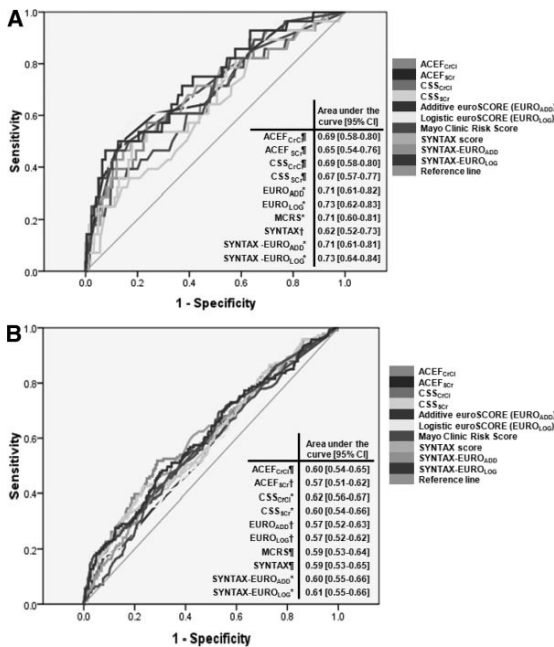 A
1.0
0.8
0.6
0.4
0.2
0.0
Sensitivity
0.0 0.2 0.4 0.6 0.8 1.0
1 - Specificity
Area under the curve [95% CI]
ACEFCrCl¶ 0.69 [0.58-0.80]
ACEFSCr¶ 0.65 [0.54-0.76]
CSSCrCl¶ 0.69 [0.58-0.80]
CSSSCr¶ 0.67 [0.57-0.77]
EUROADD* 0.71 [0.61-0.82]
EUROLOG* 0.73 [0.62-0.83]
MCRS* 0.71 [0.60-0.81]
SYNTAX† 0.62 [0.52-0.73]
SYNTAX -EUROADD* 0.71 [0.61-0.81]
SYNTAX -EUROLOG* 0.73 [0.64-0.84]
ACEFCrCl
ACEFSCr
CSSCrCl
CSSSCr
Additive euroSCORE (EUROADD)
Logistic euroSCORE (EUROLOG)
Mayo Clinic Risk Score
SYNTAX score
SYNTAX-EUROADD
SYNTAX-EUROLOG
Reference line
B
1.0
0.8
0.6
0.4
0.2
0.0
Sensitivity
0.0 0.2 0.4 0.6 0.8 1.0
1 - Specificity
Area under the curve [95% CI]
ACEFCrCl¶ 0.60 [0.54-0.65]
ACEFSCr† 0.57 [0.51-0.62]
CSSCrCl* 0.62 [0.56-0.67]
CSSSCr* 0.60 [0.54-0.66]
EUROADD† 0.57 [0.52-0.63]
EUROLOG† 0.57 [0.52-0.62]
MCRS¶ 0.59 [0.53-0.64]
SYNTAX¶ 0.59 [0.53-0.65]
SYNTAX-EUROADD* 0.60 [0.55-0.66]
SYNTAX-EUROLOG* 0.61 [0.55-0.66]
ACEFCrCl
ACEFSCr
CSSCrCl
CSSSCr
Additive euroSCORE (EUROADD)
Logistic euroSCORE (EUROLOG)
Mayo Clinic Risk Score
SYNTAX score
SYNTAX-EUROADD
SYNTAX-EUROLOG
Reference line